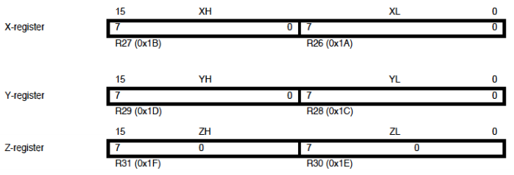 15 XH XL 0
X-register 7 0 7 0
R27 (0x1B) R26 (0x1A)
15 YH YL 0
Y-register 7 0 7 0
R29 (0x1D) R28 (0x1C)
15 ZH ZL 0
Z-register 7 0 7 0
R31 (0x1F) R30 (0x1E)